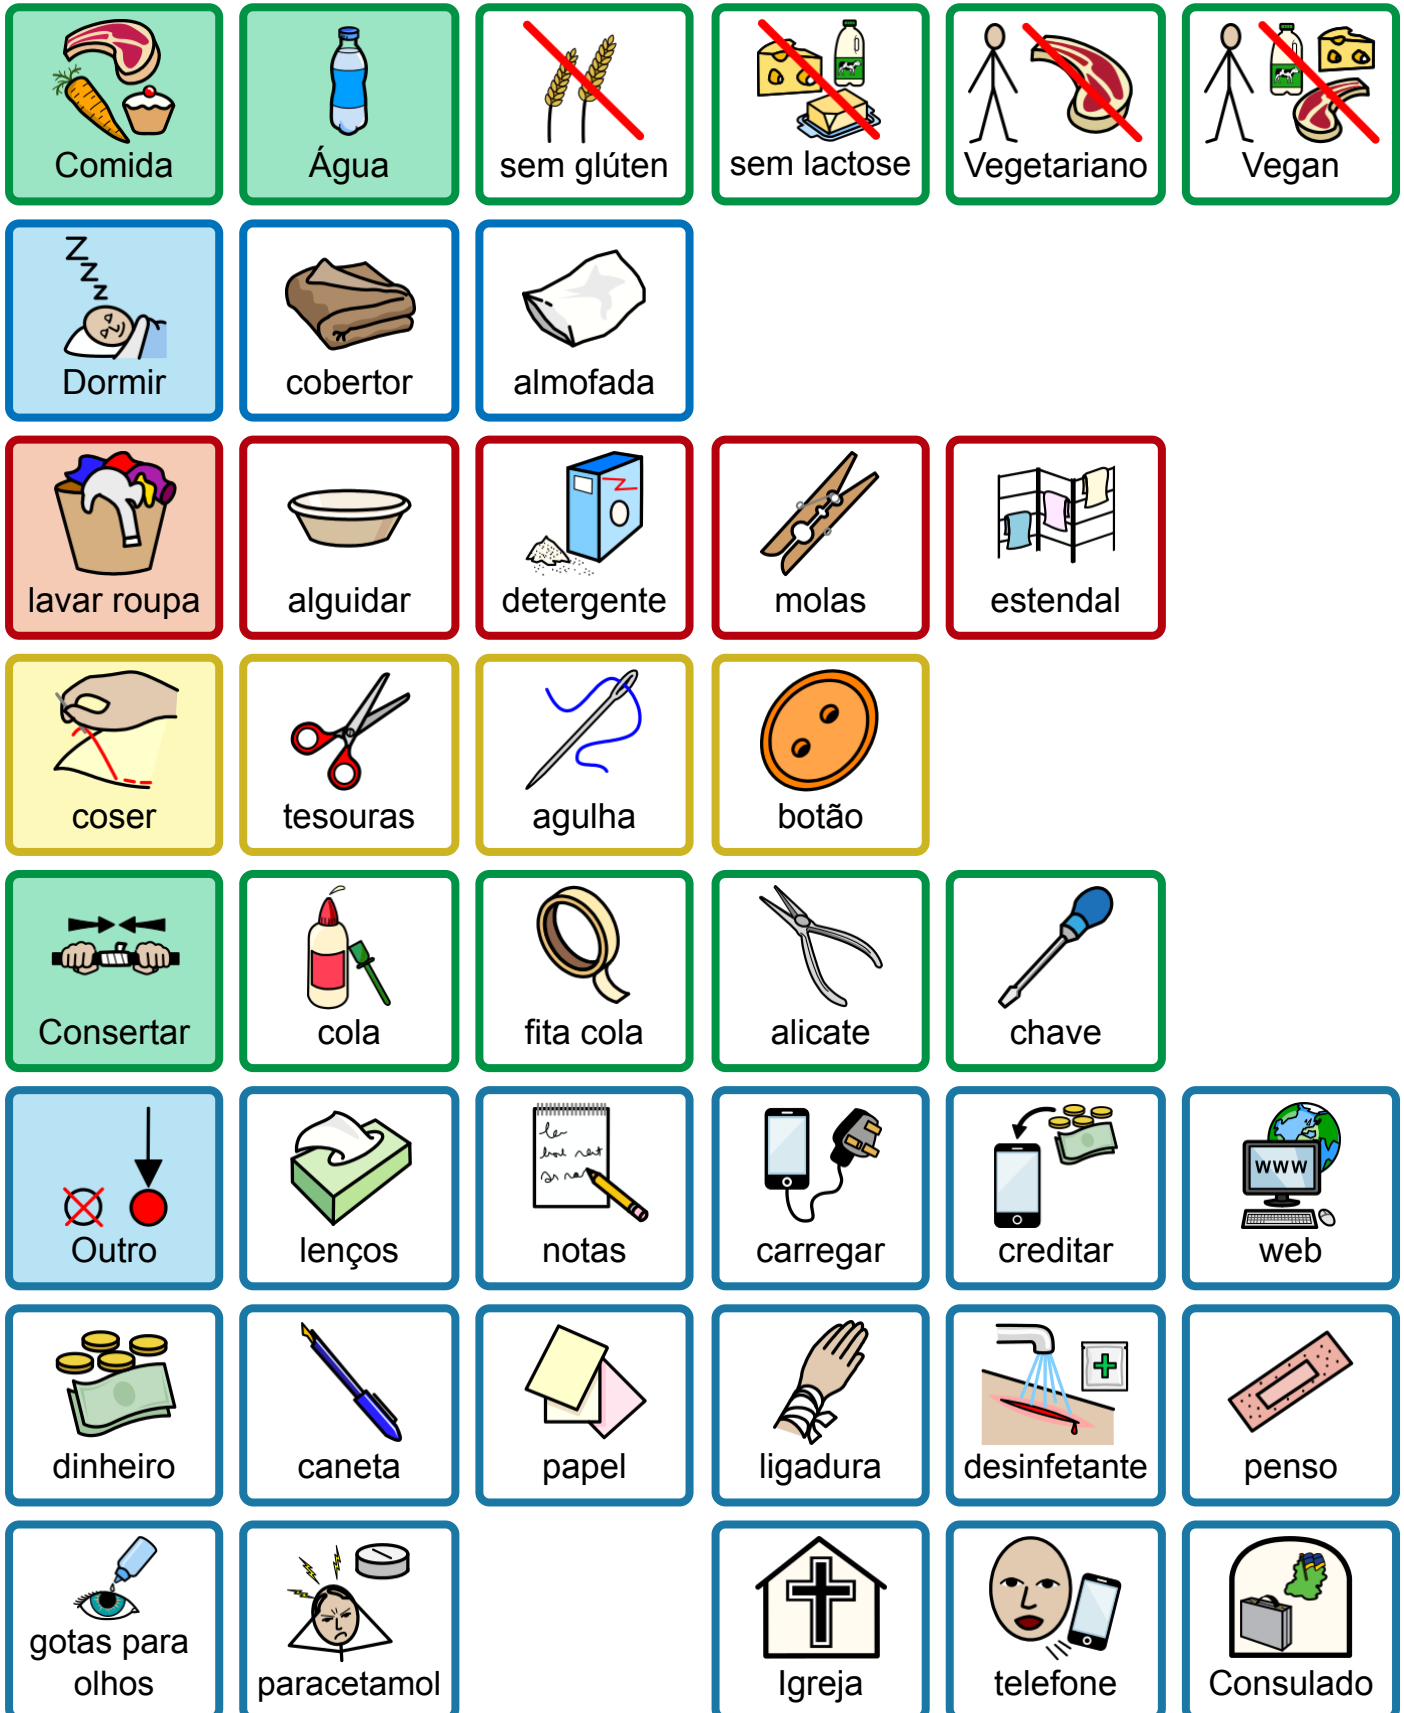 Comida
Água
sem glúten
sem lactose
Vegetariano
Vegan
Z
Z
Z
Dormir
cobertor
almofada
lavar roupa
alguidar
detergente
molas
estendal
coser
tesouras
agulha
botão
Consertar
cola
fita cola
alicate
chave
Outro
lenços
notas
carregar
creditar
www
web
dinheiro
caneta
papel
ligadura
desinfetante
penso
gotas para
olhos
paracetamol
Igreja
telefone
Consulado